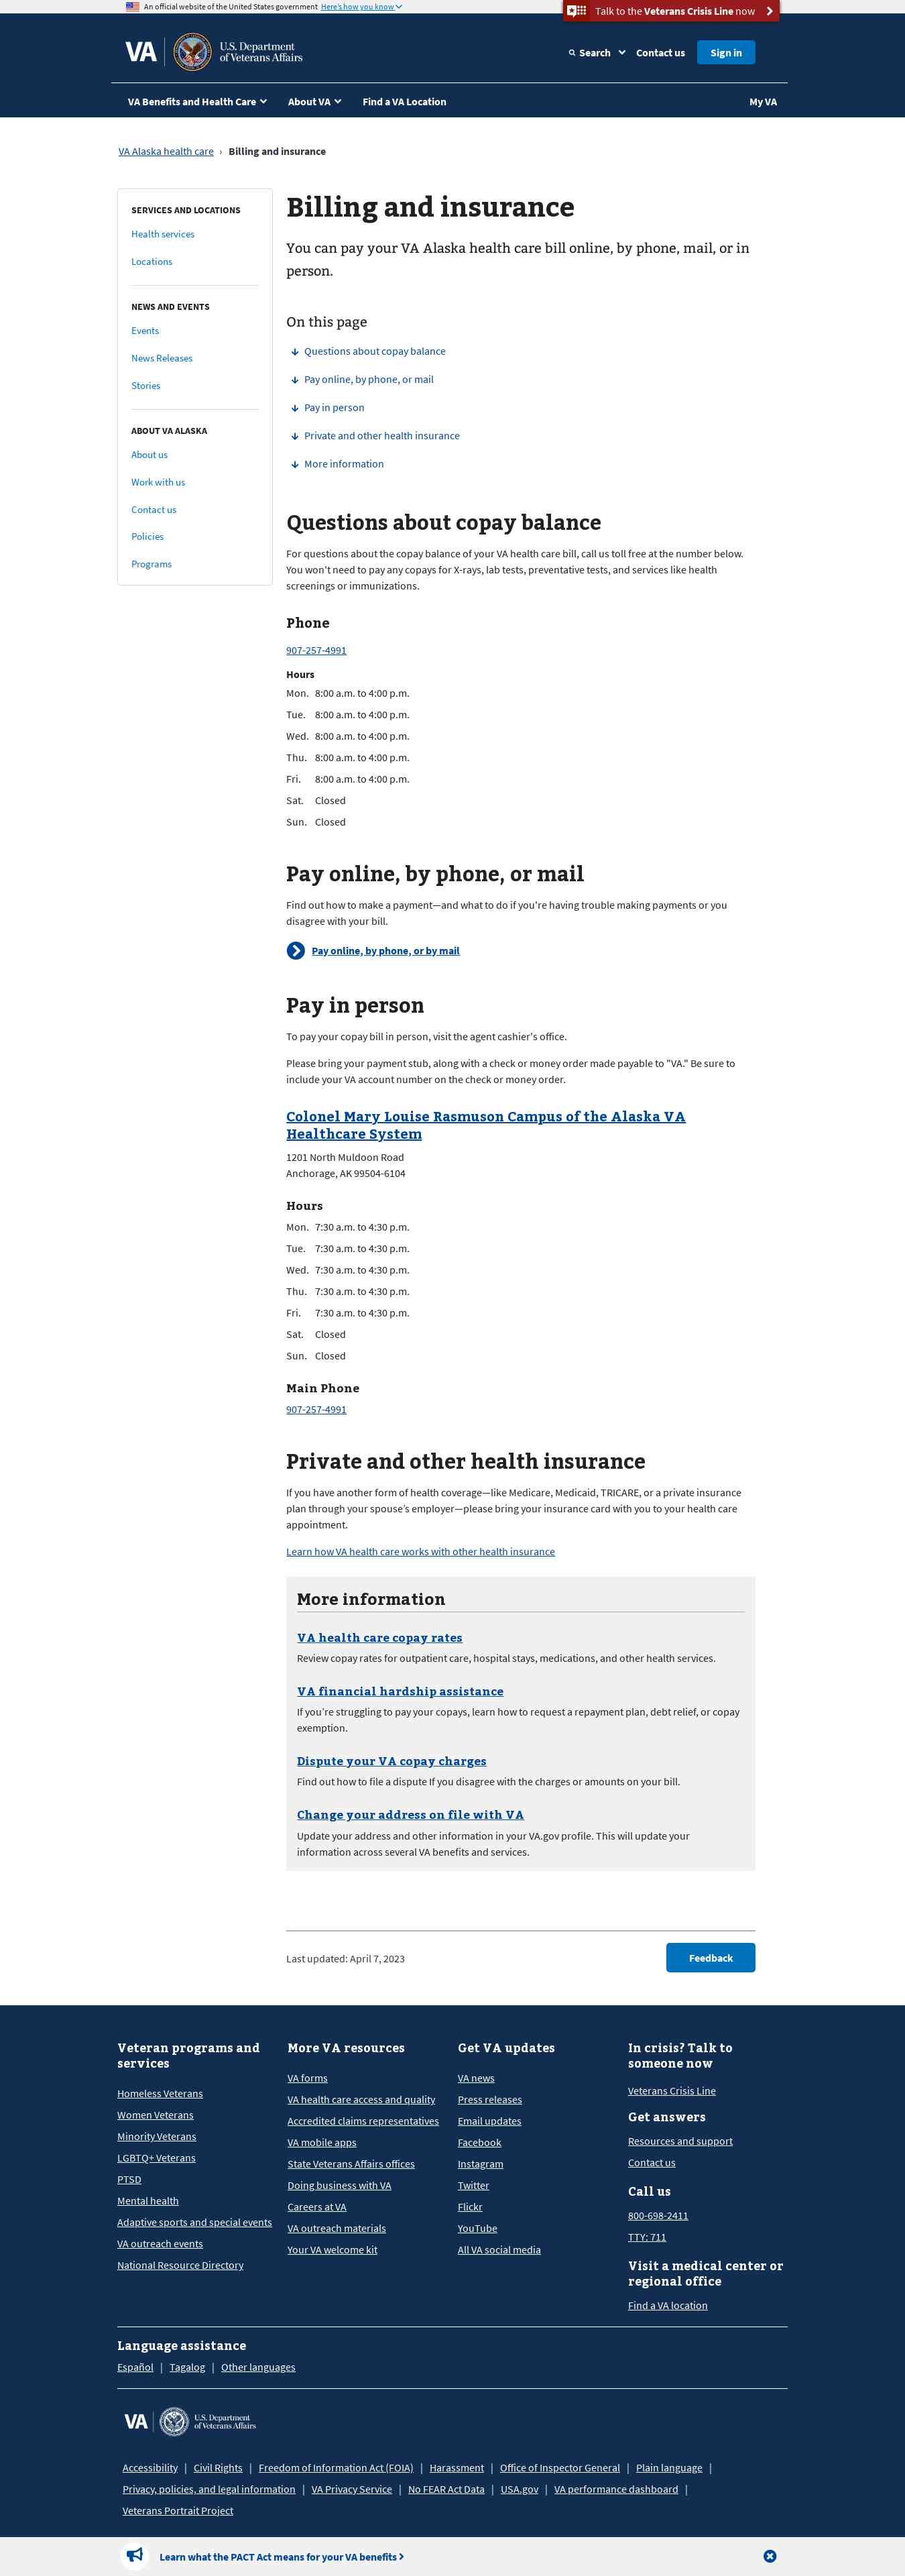 An official website of the United States government Here's how you know
Talk to the Veterans Crisis Line now
VA U.S. Department of Veterans Affairs
Search
Contact us
Sign in
VA Benefits and Health Care
About VA
Find a VA Location
My VA
VA Alaska health care › Billing and insurance
SERVICES AND LOCATIONS
Health services
Locations
NEWS AND EVENTS
Events
News Releases
Stories
ABOUT VA ALASKA
About us
Work with us
Contact us
Policies
Programs
Billing and insurance
You can pay your VA Alaska health care bill online, by phone, mail, or in
person.
On this page
Questions about copay balance
Pay online, by phone, or mail
Pay in person
Private and other health insurance
More information
Questions about copay balance
For questions about the copay balance of your VA health care bill, call us toll free at the number below.
You won't need to pay any copays for X-rays, lab tests, preventative tests, and services like health
screenings or immunizations.
Phone
907-257-4991
Hours
Mon. 8:00 a.m. to 4:00 p.m.
Tue. 8:00 a.m. to 4:00 p.m.
Wed. 8:00 a.m. to 4:00 p.m.
Thu. 8:00 a.m. to 4:00 p.m.
Fri. 8:00 a.m. to 4:00 p.m.
Sat. Closed
Sun. Closed
Pay online, by phone, or mail
Find out how to make a payment—and what to do if you're having trouble making payments or you
disagree with your bill.
Pay online, by phone, or by mail
Pay in person
To pay your copay bill in person, visit the agent cashier's office.
Please bring your payment stub, along with a check or money order made payable to "VA." Be sure to
include your VA account number on the check or money order.
Colonel Mary Louise Rasmuson Campus of the Alaska VA
Healthcare System
1201 North Muldoon Road
Anchorage, AK 99504-6104
Hours
Mon. 7:30 a.m. to 4:30 p.m.
Tue. 7:30 a.m. to 4:30 p.m.
Wed. 7:30 a.m. to 4:30 p.m.
Thu. 7:30 a.m. to 4:30 p.m.
Fri. 7:30 a.m. to 4:30 p.m.
Sat. Closed
Sun. Closed
Main Phone
907-257-4991
Private and other health insurance
If you have another form of health coverage—like Medicare, Medicaid, TRICARE, or a private insurance
plan through your spouse's employer—please bring your insurance card with you to your health care
appointment.
Learn how VA health care works with other health insurance
More information
VA health care copay rates
Review copay rates for outpatient care, hospital stays, medications, and other health services.
VA financial hardship assistance
If you're struggling to pay your copays, learn how to request a repayment plan, debt relief, or copay
exemption.
Dispute your VA copay charges
Find out how to file a dispute If you disagree with the charges or amounts on your bill.
Change your address on file with VA
Update your address and other information in your VA.gov profile. This will update your
information across several VA benefits and services.
Last updated: April 7, 2023
Feedback
Veteran programs and
services
Homeless Veterans
Women Veterans
Minority Veterans
LGBTQ+ Veterans
PTSD
Mental health
Adaptive sports and special events
VA outreach events
National Resource Directory
More VA resources
VA forms
VA health care access and quality
Accredited claims representatives
VA mobile apps
State Veterans Affairs offices
Doing business with VA
Careers at VA
VA outreach materials
Your VA welcome kit
Get VA updates
VA news
Press releases
Email updates
Facebook
Instagram
Twitter
Flickr
YouTube
All VA social media
In crisis? Talk to
someone now
Veterans Crisis Line
Get answers
Resources and support
Contact us
Call us
800-698-2411
TTY: 711
Visit a medical center or
regional office
Find a VA location
Language assistance
Español | Tagalog | Other languages
VA U.S. Department of Veterans Affairs
Accessibility | Civil Rights | Freedom of Information Act (FOIA) | Harassment | Office of Inspector General | Plain language |
Privacy, policies, and legal information | VA Privacy Service | No FEAR Act Data | USA.gov | VA performance dashboard |
Veterans Portrait Project
Learn what the PACT Act means for your VA benefits